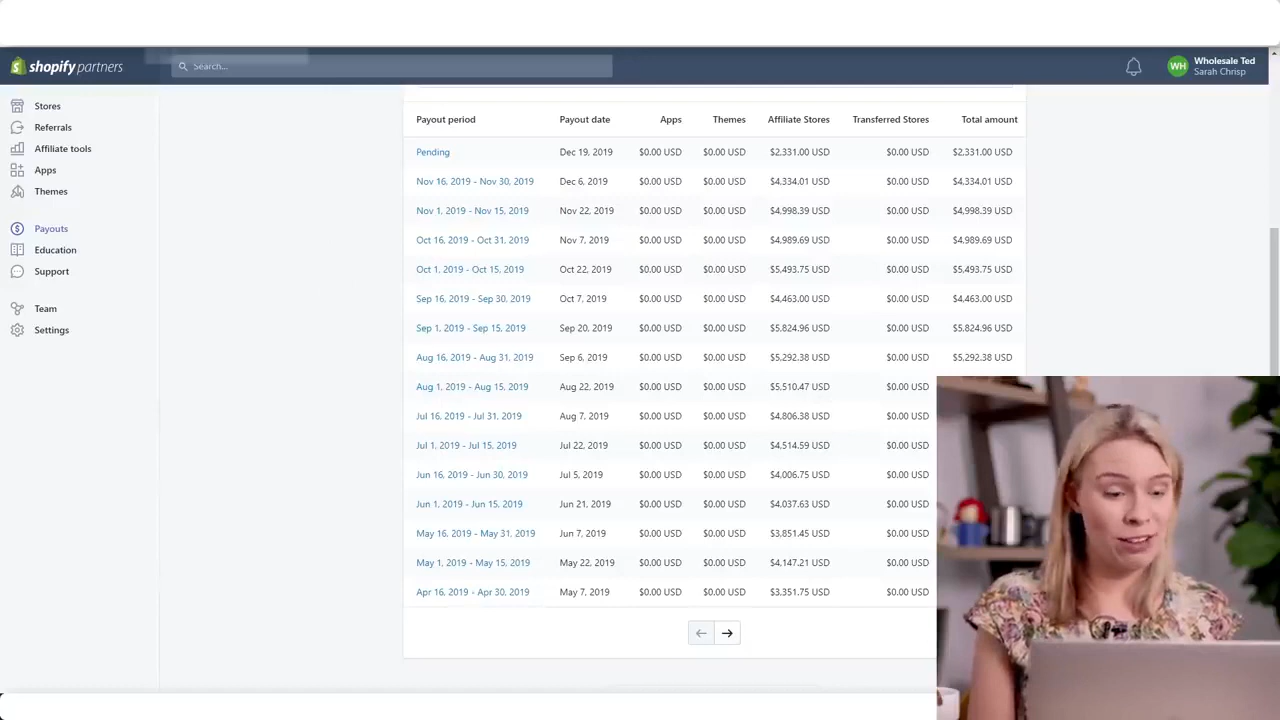 shopify partners
Search...
WH Wholesale Ted
Sarah Chrisp
Stores
Referrals
Affiliate tools
Apps
Themes
Payouts
Education
Support
Team
Settings
Payout period Payout date Apps Themes Affiliate Stores Transferred Stores Total amount
Pending Dec 19, 2019 $0.00 USD $0.00 USD $2,331.00 USD $0.00 USD $2,331.00 USD
Nov 16, 2019 - Nov 30, 2019 Dec 6, 2019 $0.00 USD $0.00 USD $4,334.01 USD $0.00 USD $4,334.01 USD
Nov 1, 2019 - Nov 15, 2019 Nov 22, 2019 $0.00 USD $0.00 USD $4,998.39 USD $0.00 USD $4,998.39 USD
Oct 16, 2019 - Oct 31, 2019 Nov 7, 2019 $0.00 USD $0.00 USD $4,989.69 USD $0.00 USD $4,989.69 USD
Oct 1, 2019 - Oct 15, 2019 Oct 22, 2019 $0.00 USD $0.00 USD $5,493.75 USD $0.00 USD $5,493.75 USD
Sep 16, 2019 - Sep 30, 2019 Oct 7, 2019 $0.00 USD $0.00 USD $4,463.00 USD $0.00 USD $4,463.00 USD
Sep 1, 2019 - Sep 15, 2019 Sep 20, 2019 $0.00 USD $0.00 USD $5,824.96 USD $0.00 USD $5,824.96 USD
Aug 16, 2019 - Aug 31, 2019 Sep 6, 2019 $0.00 USD $0.00 USD $5,292.38 USD $0.00 USD $5,292.38 USD
Aug 1, 2019 - Aug 15, 2019 Aug 22, 2019 $0.00 USD $0.00 USD $5,510.47 USD $0.00 USD
Jul 16, 2019 - Jul 31, 2019 Aug 7, 2019 $0.00 USD $0.00 USD $4,806.38 USD $0.00 USD
Jul 1, 2019 - Jul 15, 2019 Jul 22, 2019 $0.00 USD $0.00 USD $4,514.59 USD $0.00 USD
Jun 16, 2019 - Jun 30, 2019 Jul 5, 2019 $0.00 USD $0.00 USD $4,006.75 USD $0.00 USD
Jun 1, 2019 - Jun 15, 2019 Jun 21, 2019 $0.00 USD $0.00 USD $4,037.63 USD $0.00 USD
May 16, 2019 - May 31, 2019 Jun 7, 2019 $0.00 USD $0.00 USD $3,851.45 USD $0.00 USD
May 1, 2019 - May 15, 2019 May 22, 2019 $0.00 USD $0.00 USD $4,147.21 USD $0.00 USD
Apr 16, 2019 - Apr 30, 2019 May 7, 2019 $0.00 USD $0.00 USD $3,351.75 USD $0.00 USD